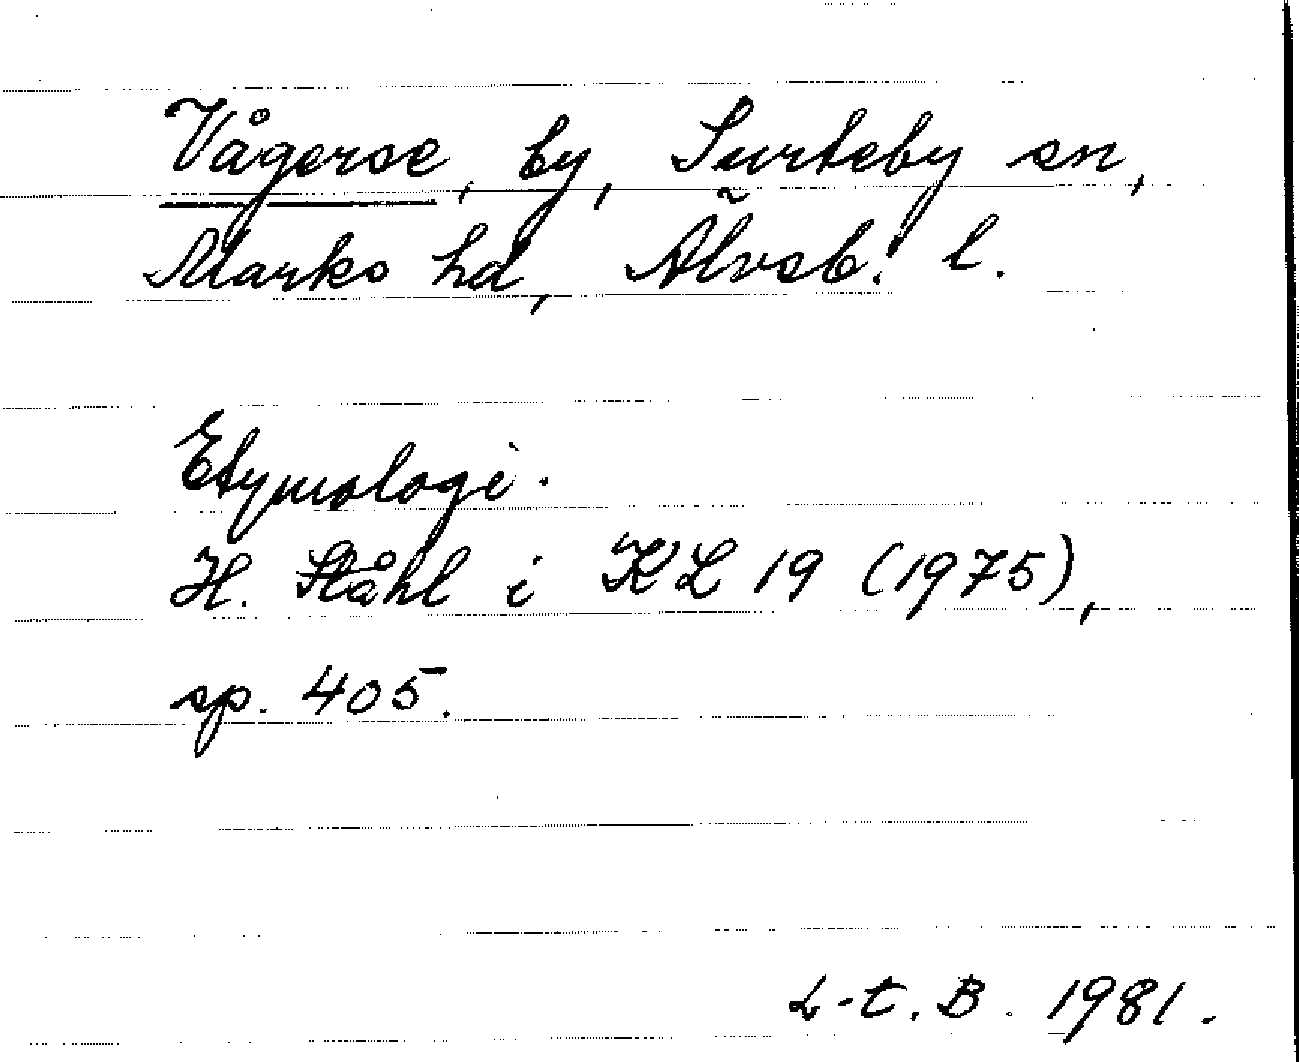 Vågerse, by, Surteby sn,
Marks hd, Älvsb. l.
Etymologi.
H. Ståhl i KL 19 (1975),
sp. 405.
L-t. B. 1981.